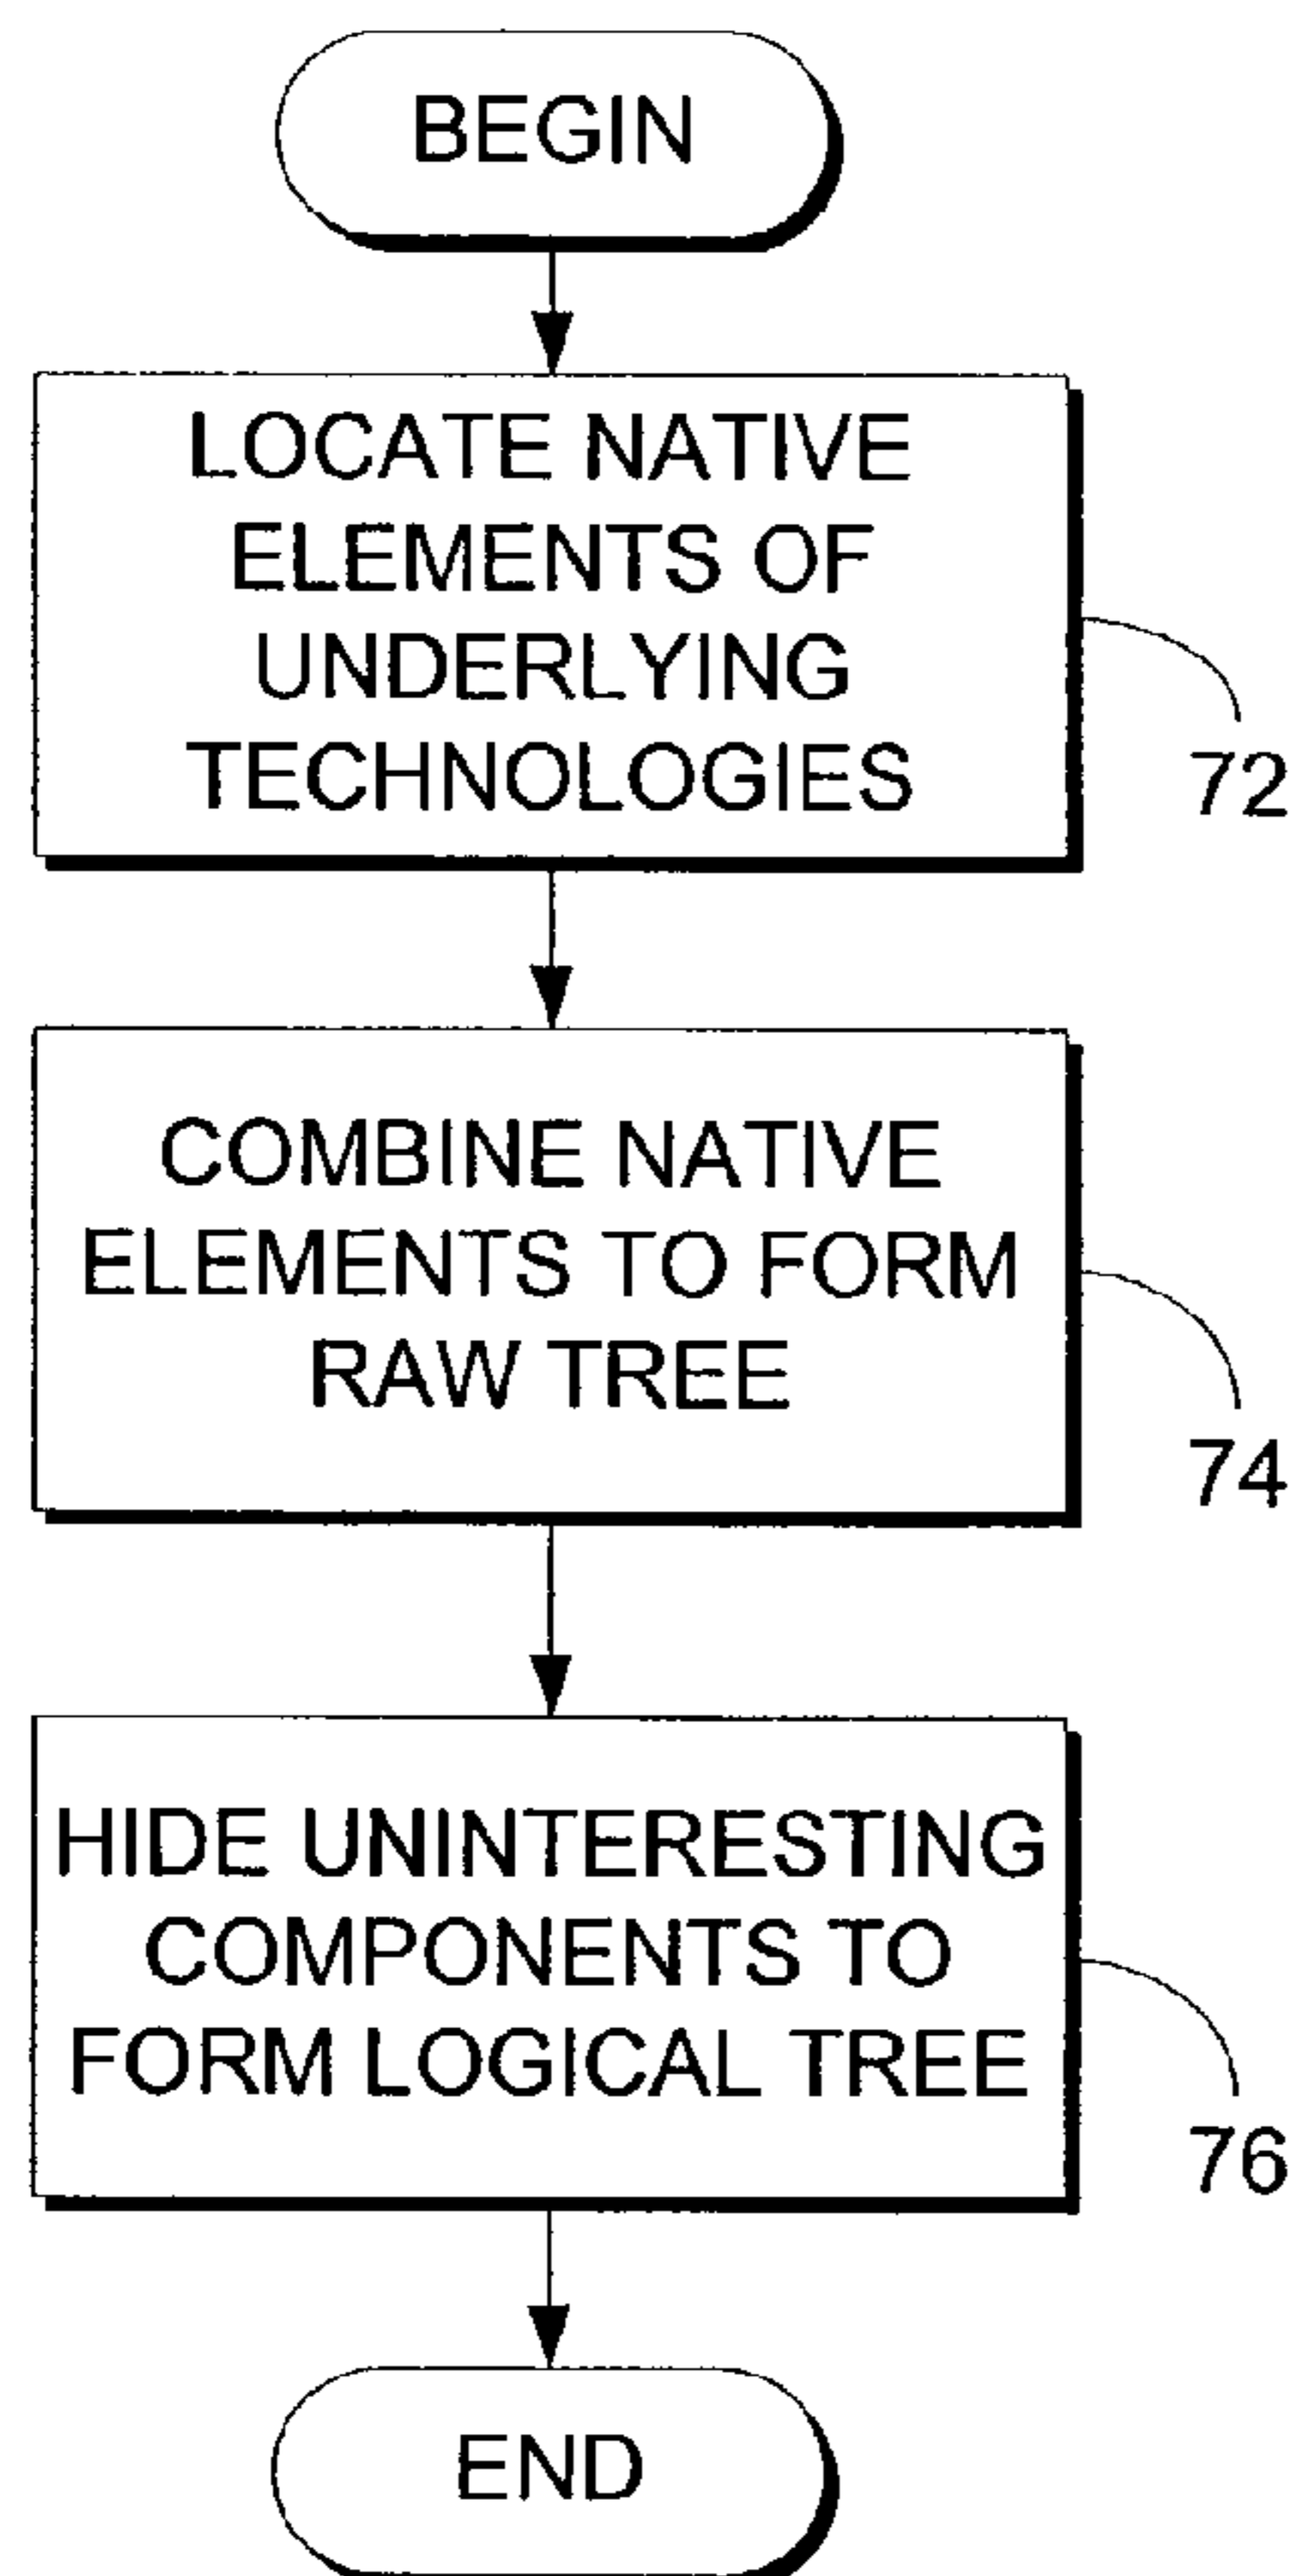 BEGIN
LOCATE NATIVE
ELEMENTS OF
UNDERLYING
TECHNOLOGIES
72
COMBINE NATIVE
ELEMENTS TO FORM
RAW TREE
74
HIDE UNINTERESTING
COMPONENTS TO
FORM LOGICAL TREE
76
END